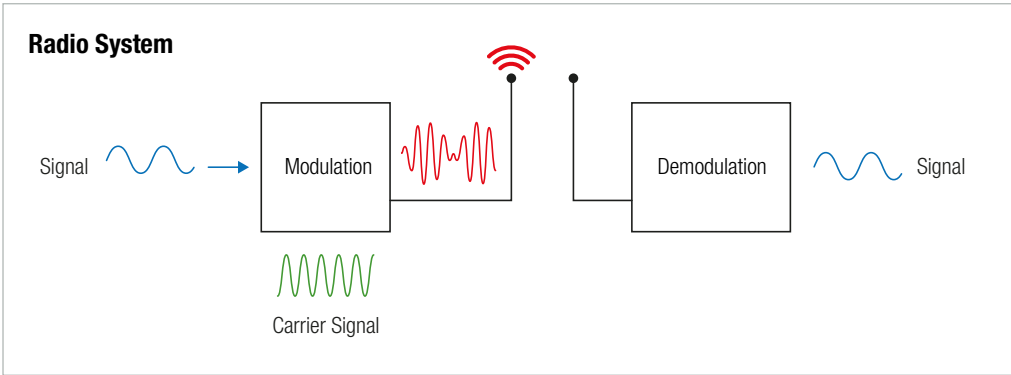 Radio System
Signal
Modulation
Demodulation
Signal
Carrier Signal